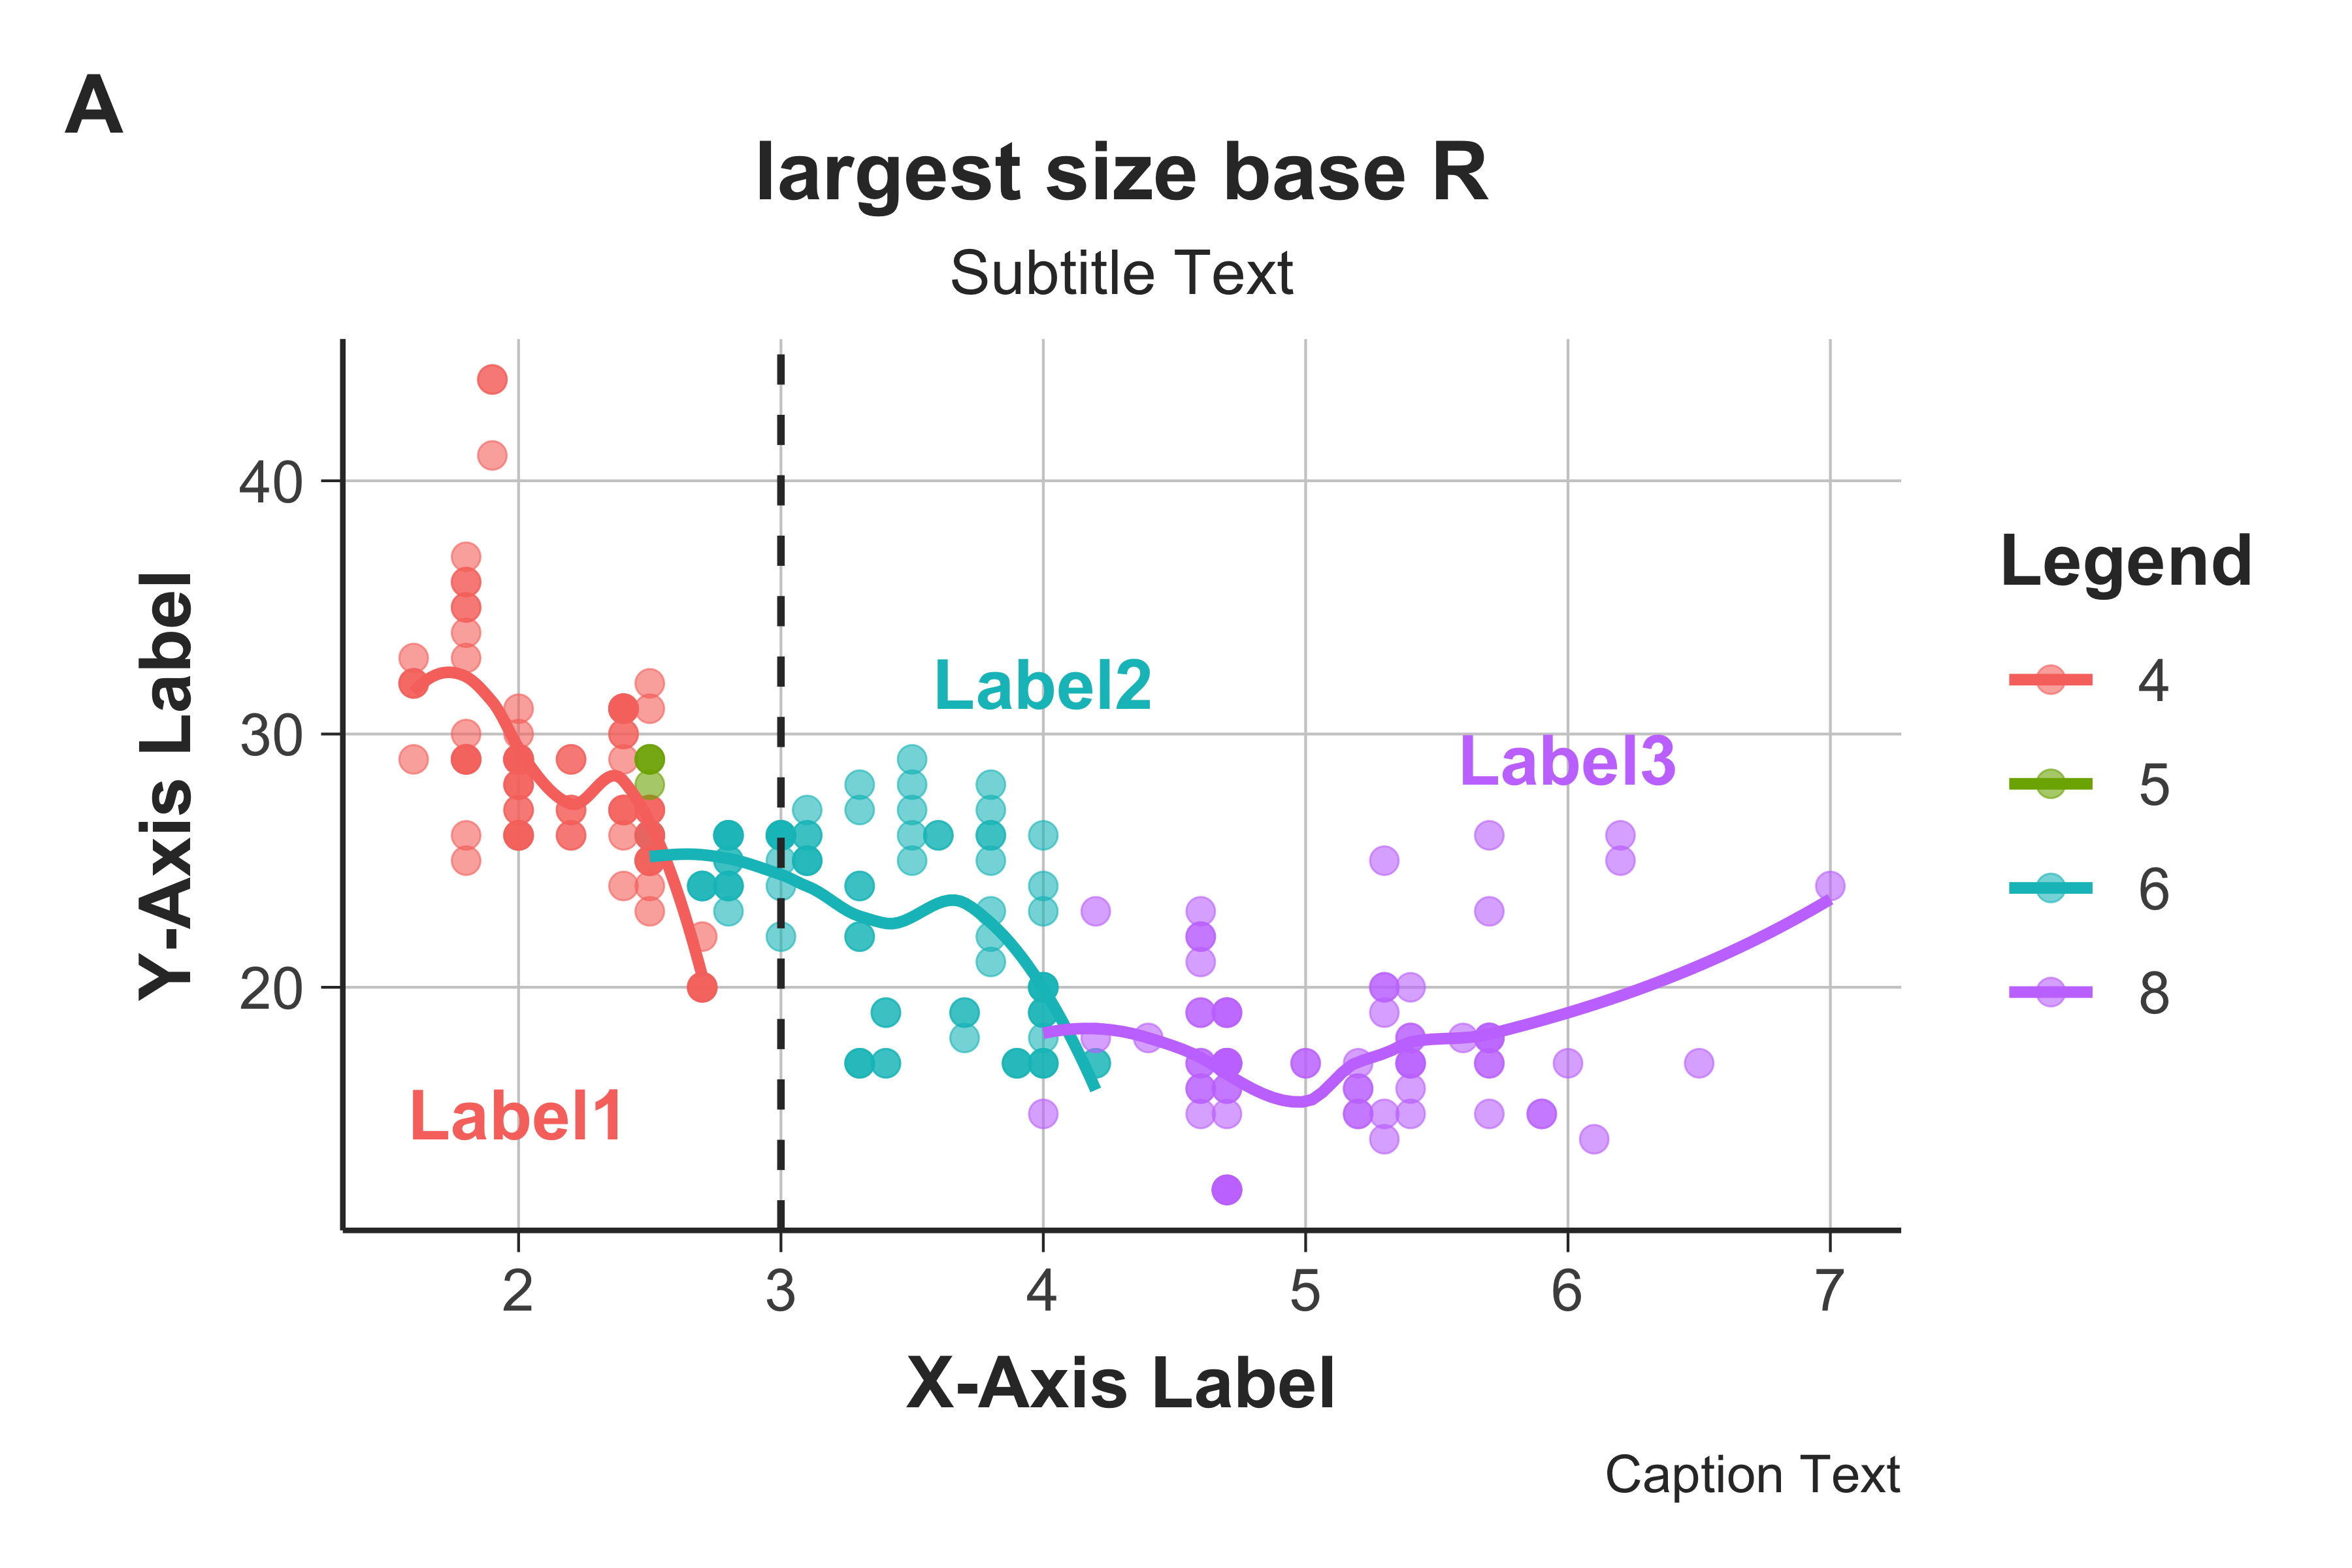 A
largest size base R
Subtitle Text
Y-Axis Label
40
30
20
Label1
Label2
Label3
2 3 4 5 6 7
X-Axis Label
Legend
4
5
6
8
Caption Text